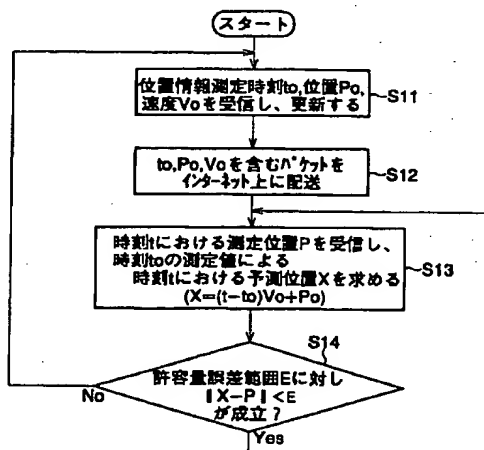 スタート
位置情報測定時刻to,位置Po,
速度Voを受信し、更新する
S11
to,Po,Voを含むパケットを
インターネット上に配送
S12
時刻tにおける測定位置Pを受信し、
時刻toの測定値による
時刻tにおける予測位置Xを求める
(X=(t-to)Vo+Po)
S13
S14
許容量誤差範囲Eに対し
|X-P|<E
が成立?
No
Yes